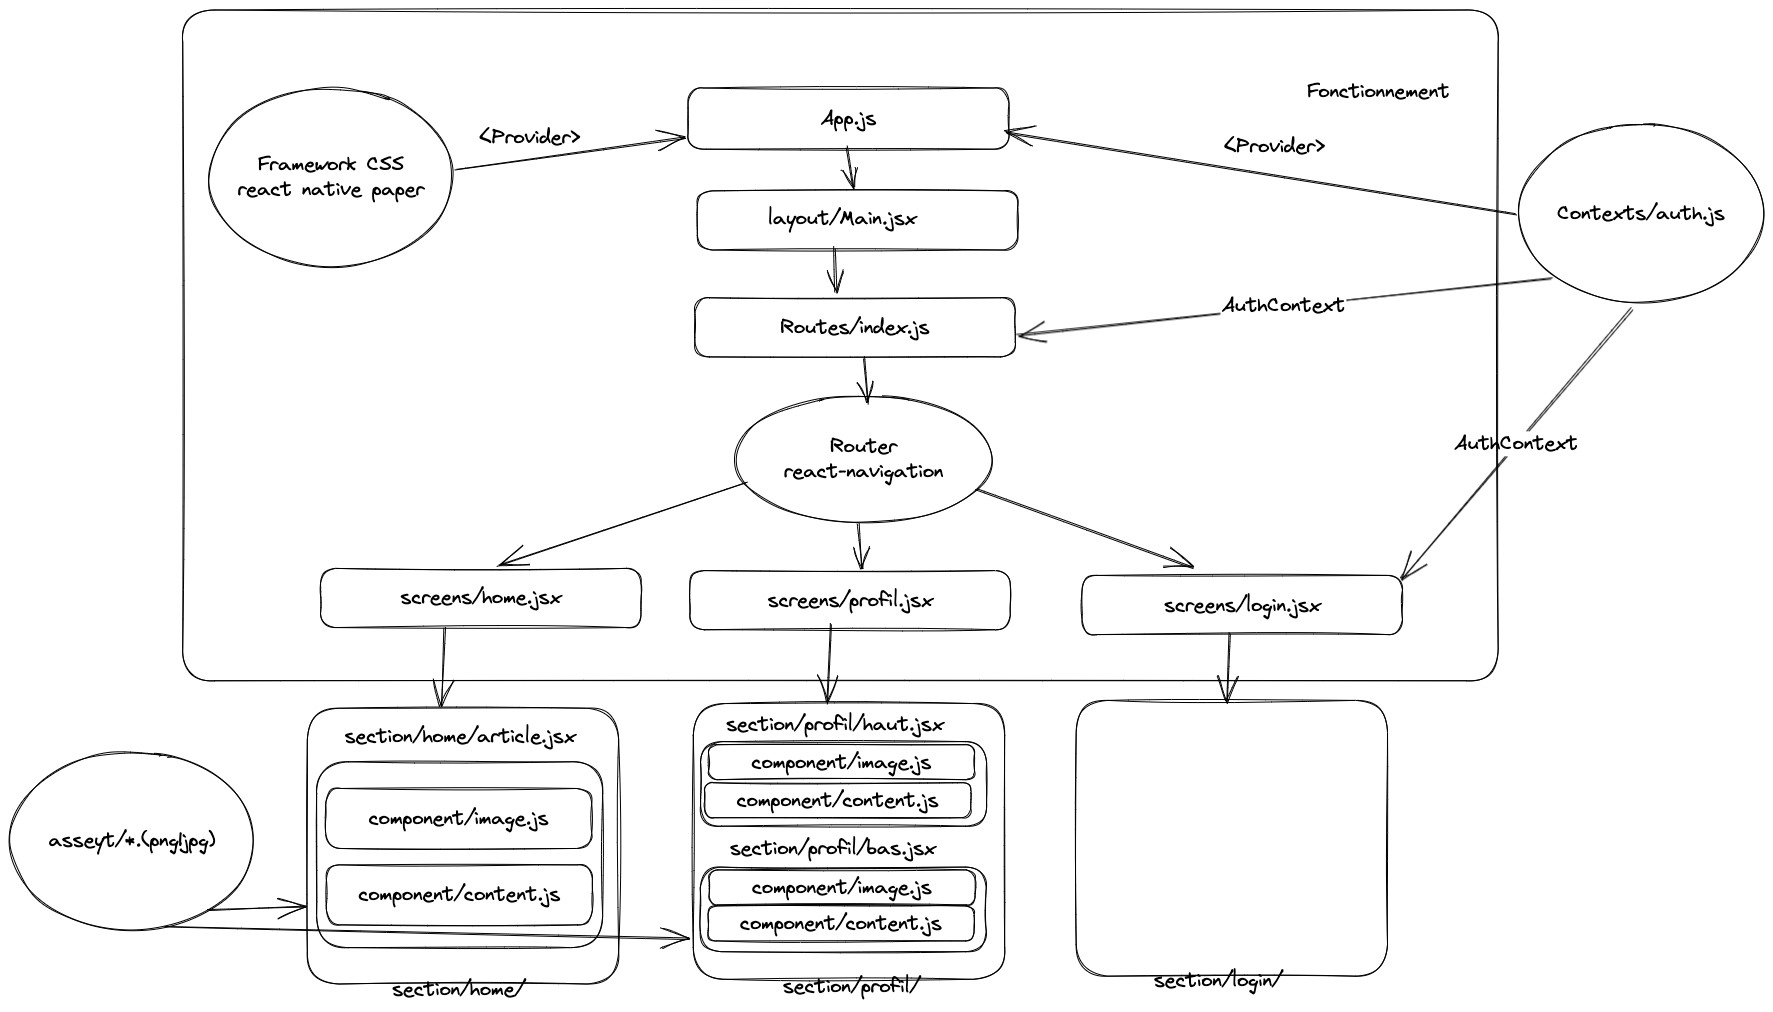 Fonctionnement
App.js
<Provider>
<Provider>
Framework CSS
react native paper
Contexts/auth.js
layout/Main.jsx
AuthContext
Routes/index.js
Router
react-navigation
AuthContext
screens/home.jsx
screens/profil.jsx
screens/login.jsx
section/home/article.jsx
component/image.js
component/content.js
section/home/
section/profil/haut.jsx
component/image.js
component/content.js
section/profil/bas.jsx
component/image.js
component/content.js
section/profil/
section/login/
asseyt/*.(png|jpg)